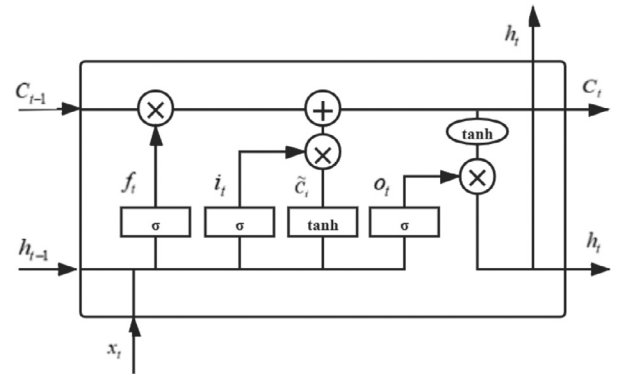 h_t
C_{t-1}
×
+
C_t
tanh
×
×
f_t
i_t
C̃_t
o_t
σ
σ
tanh
σ
h_{t-1}
h_t
x_t